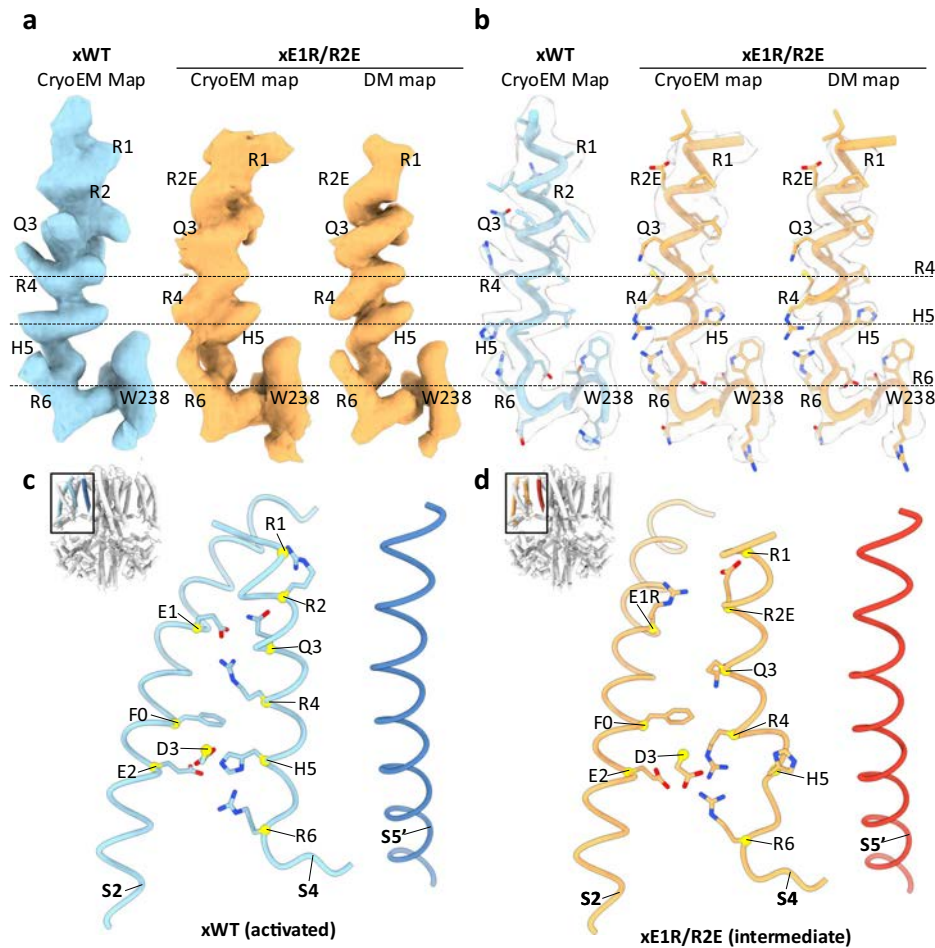 a
xWT
CryoEM Map
xE1R/R2E
CryoEM map
DM map
R1
R2
Q3
R4
H5
R6
W238
R1
R2E
Q3
R4
H5
R6
W238
R1
R2E
Q3
R4
H5
R6
W238
b
xWT
CryoEM Map
xE1R/R2E
CryoEM map
DM map
R1
R2
Q3
R4
H5
R6
R1
R2E
Q3
R4
H5
R6
W238
R1
R2E
Q3
R4
H5
R6
W238
R4
H5
R6
c
R1
R2
E1
Q3
R4
F0
D3
E2
H5
R6
S5’
S2
S4
xWT (activated)
d
R1
E1R
R2E
Q3
F0
R4
D3
E2
H5
R6
S5’
S2
S4
xE1R/R2E (intermediate)